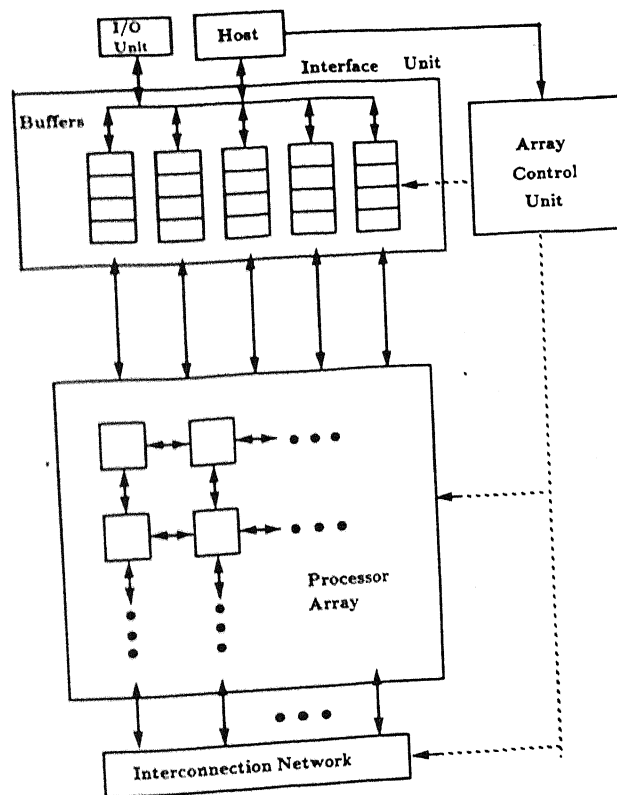 I/O
Unit
Host
Interface Unit
Buffers
Array
Control
Unit
Processor
Array
Interconnection Network